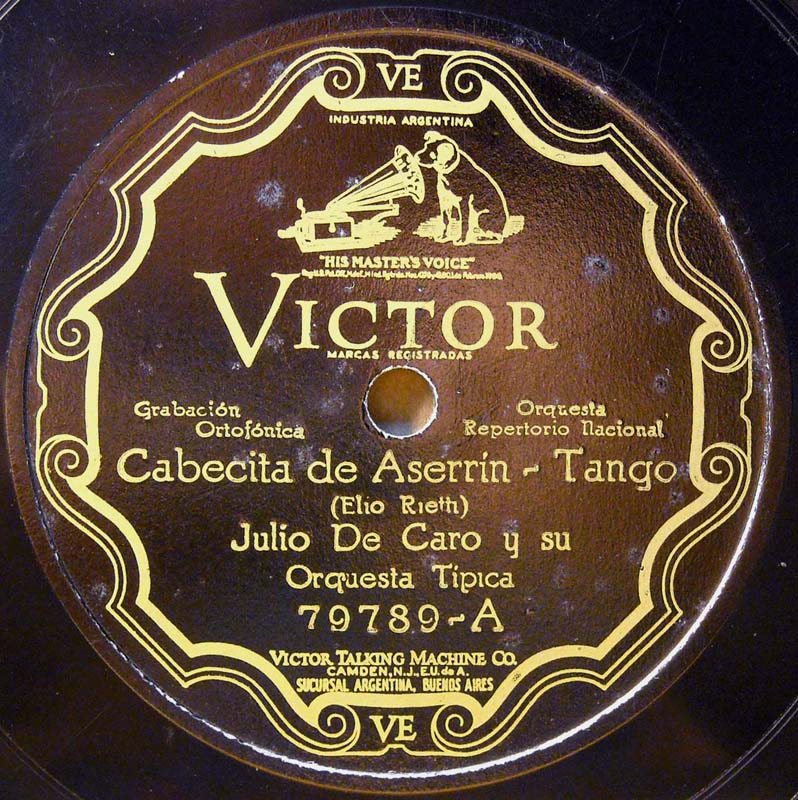 VE
INDUSTRIA ARGENTINA
"HIS MASTER'S VOICE"
VICTOR
MARCAS REGISTRADAS
Grabación
Ortofónica
Orquesta
Repertorio Nacional
Cabecita de Aserrín - Tango
(Elio Rieth)
Julio De Caro y su
Orquesta Típica
79789-A
VICTOR TALKING MACHINE CO.
CAMDEN, N.J., E.U. de A.
SUCURSAL ARGENTINA, BUENOS AIRES
VE